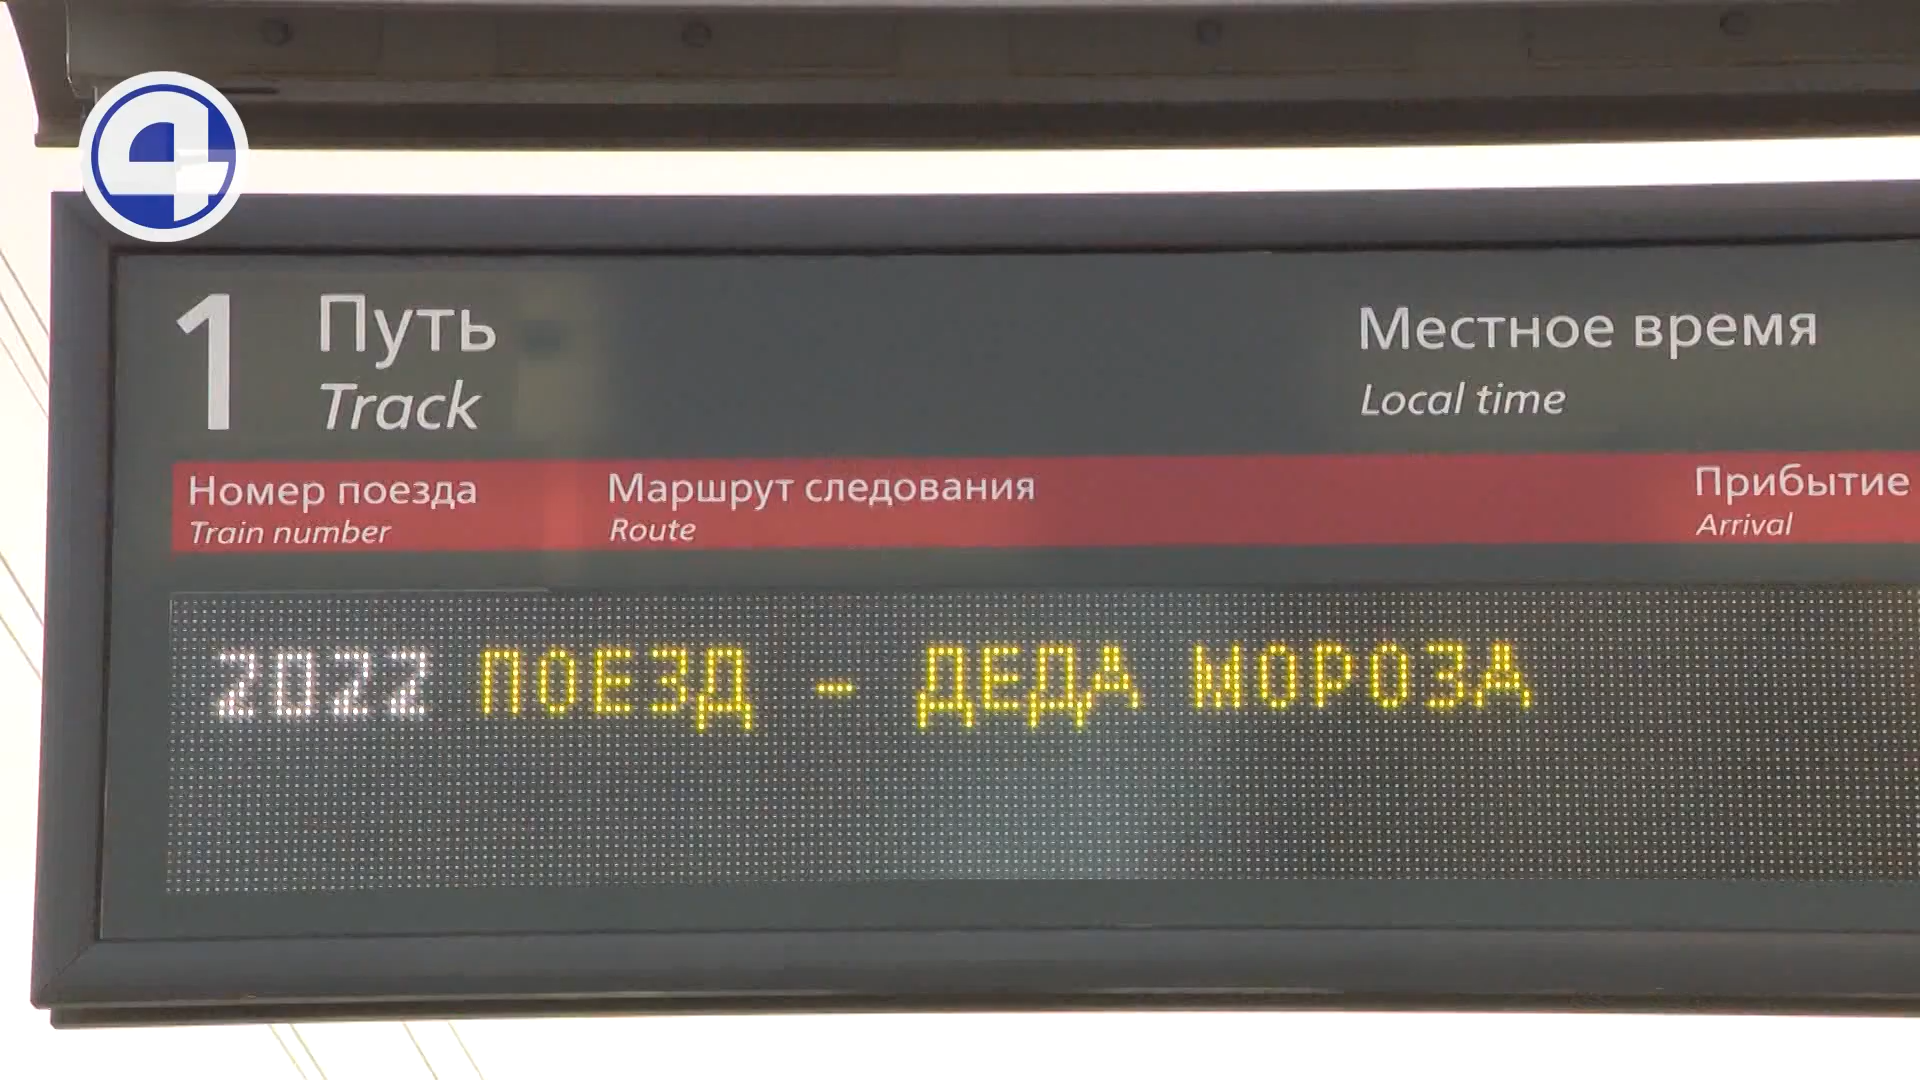 4
1 Путь
Track
Местное время
Local time
Номер поезда
Train number
Маршрут следования
Route
Прибытие
Arrival
2022 ПОЕЗД - ДЕДА МОРОЗА